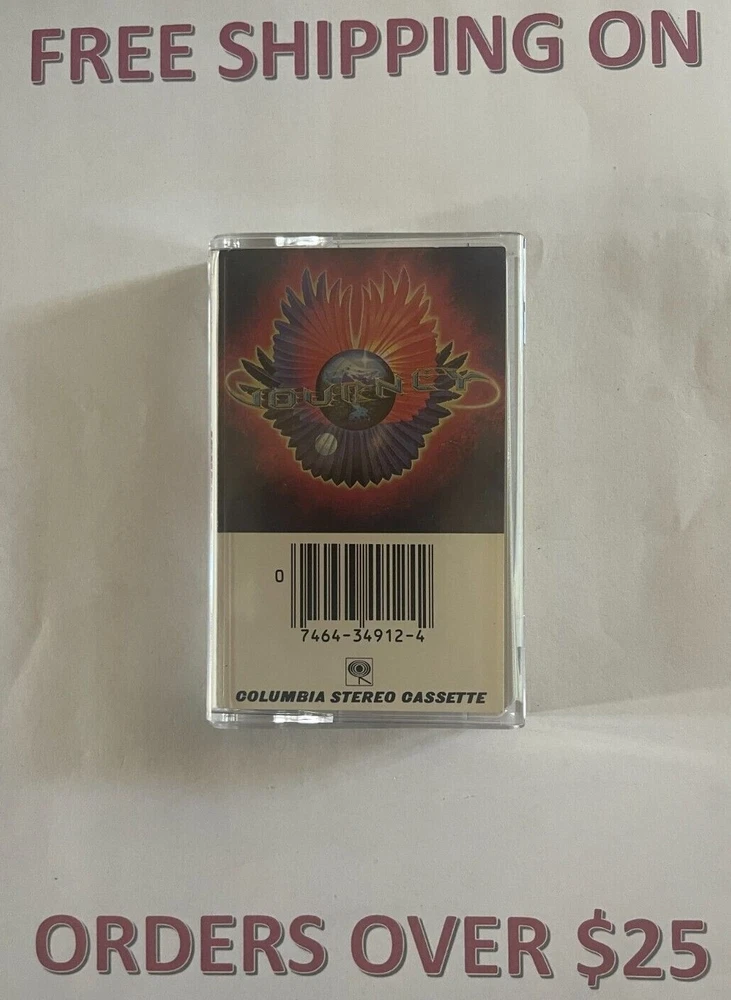 FREE SHIPPING ON
JOURNEY
0
7464-34912-4
COLUMBIA STEREO CASSETTE
ORDERS OVER $25